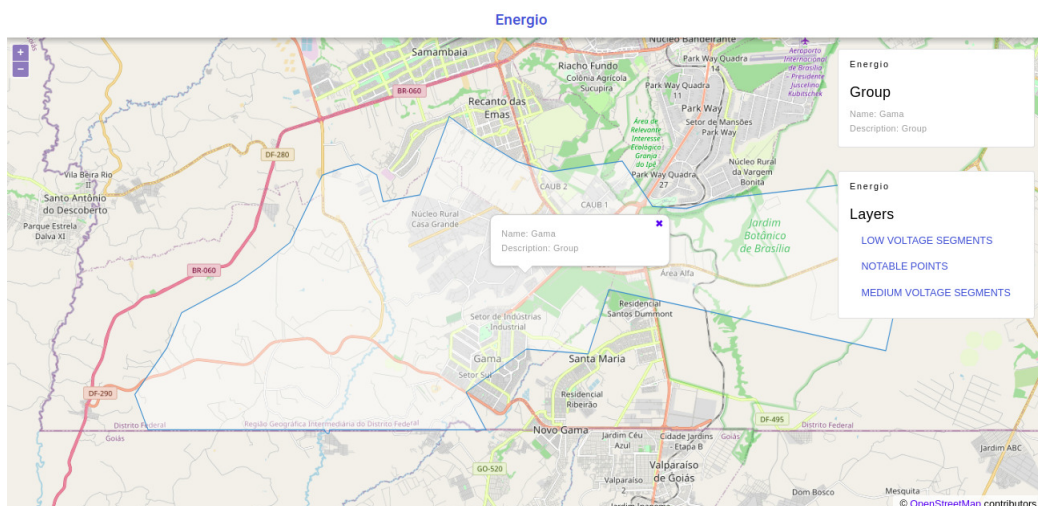 Energio
+
−
Samambaia
Riacho Fundo
Colônia Agrícola
Sucupira
Núcleo Bandeirante
Park Way Quadra
14
Aeroporto
Internacional
de Brasília
- Presidente
Juscelino
Kubitschek
BR-060
Recanto das
Emas
Park Way Quadra
11
Park Way
Setor de Mansões
Park Way
Área de
Relevante
Interesse
Ecológico
Granja
do Ipê
DF-280
Vila Beira Rio
II
Santo Antônio
do Descoberto
Parque Estrela
Dalva XI
CAUB 2
Park Way Quadra
27
Núcleo Rural
da Vargem
Bonita
CAUB 1
Núcleo Rural
Casa Grande
Jardim
Botânico
de Brasília
Name: Gama
Description: Group
BR-060
Área Alfa
Residencial
Santos Dummont
Setor de Indústrias
Industrial
Gama
Setor Sul
Santa Maria
DF-290
Residencial
Ribeirão
Distrito Federal
Goiás
Região Geográfica Intermediária do Distrito Federal
Novo Gama
Jardim Céu
Azul
Cidade Jardins
- Etapa B
Goiás
DF-495
Distrito Federal
Jardim ABC
GO-520
Valparaíso
de Goiás
Valparaíso
2
Dom Bosco
Mesquita
Energio
Group
Name: Gama
Description: Group
Energio
Layers
LOW VOLTAGE SEGMENTS
NOTABLE POINTS
MEDIUM VOLTAGE SEGMENTS
© OpenStreetMap contributors